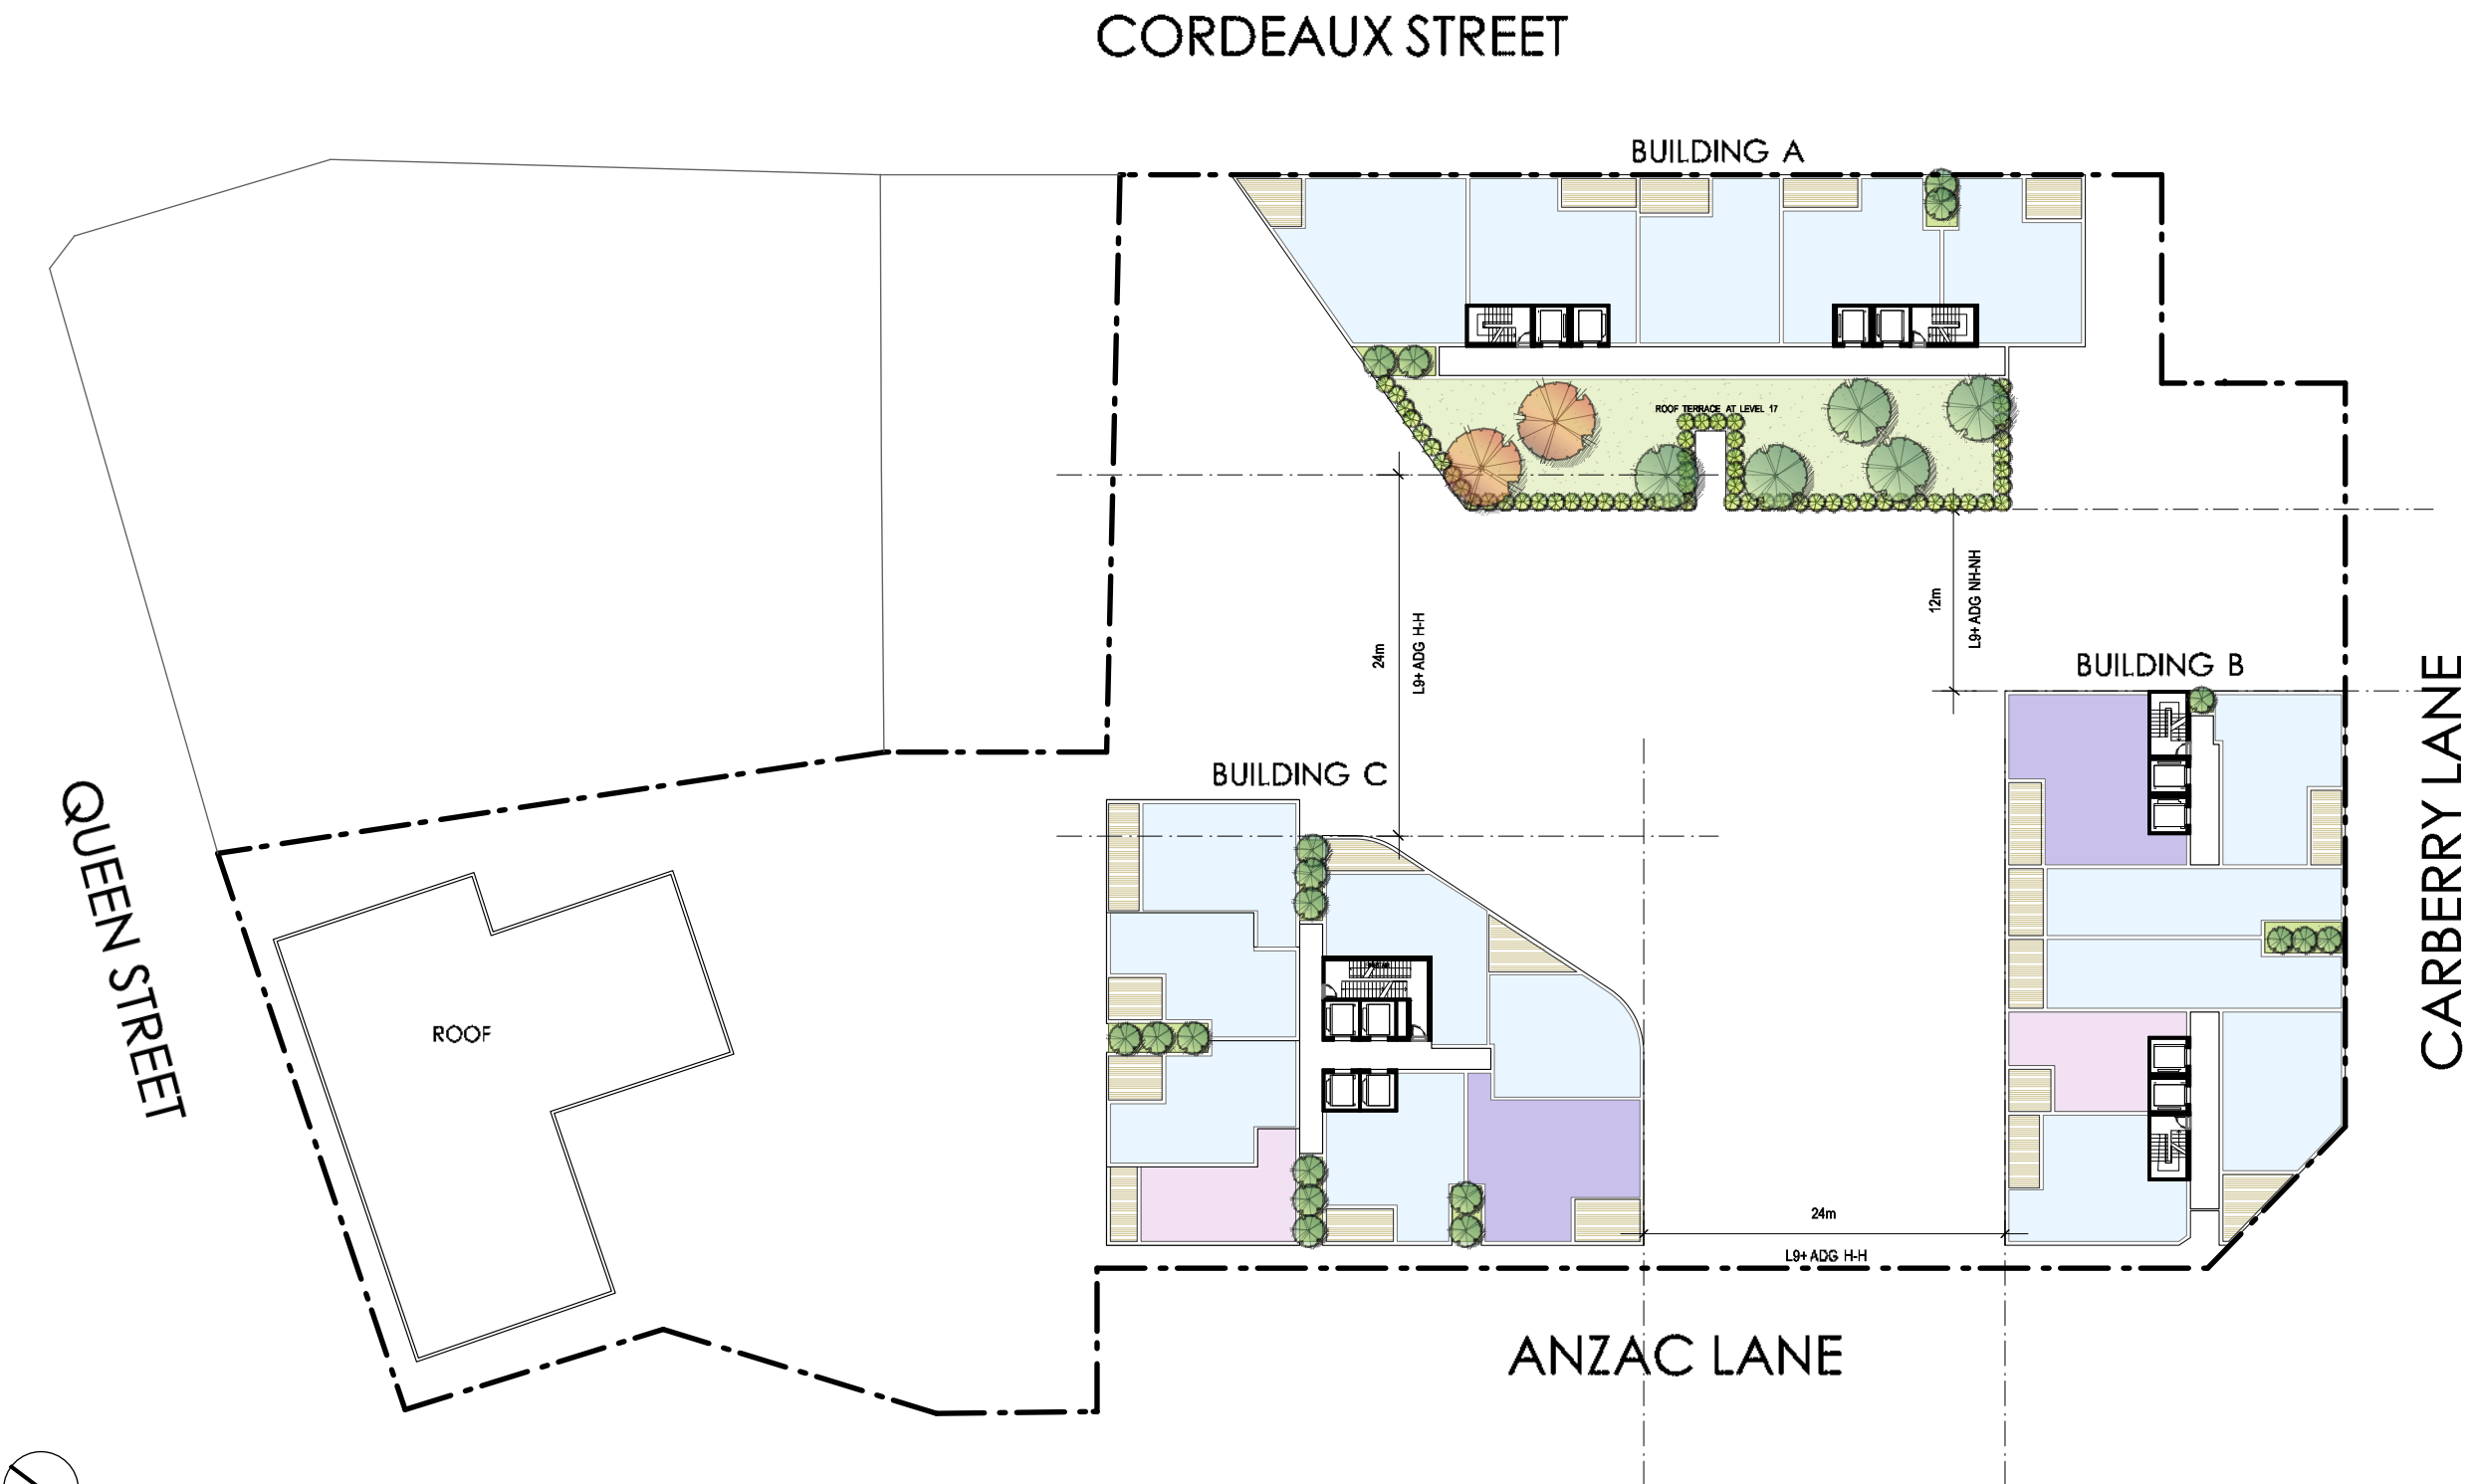 CORDEAUX STREET
BUILDING A
ROOF TERRACE AT LEVEL 17
24m
L9+ ADG H-H
12m
L9+ ADG NH-NH
BUILDING B
BUILDING C
CARBERRY LANE
QUEEN STREET
ROOF
24m
L9+ ADG H-H
ANZAC LANE